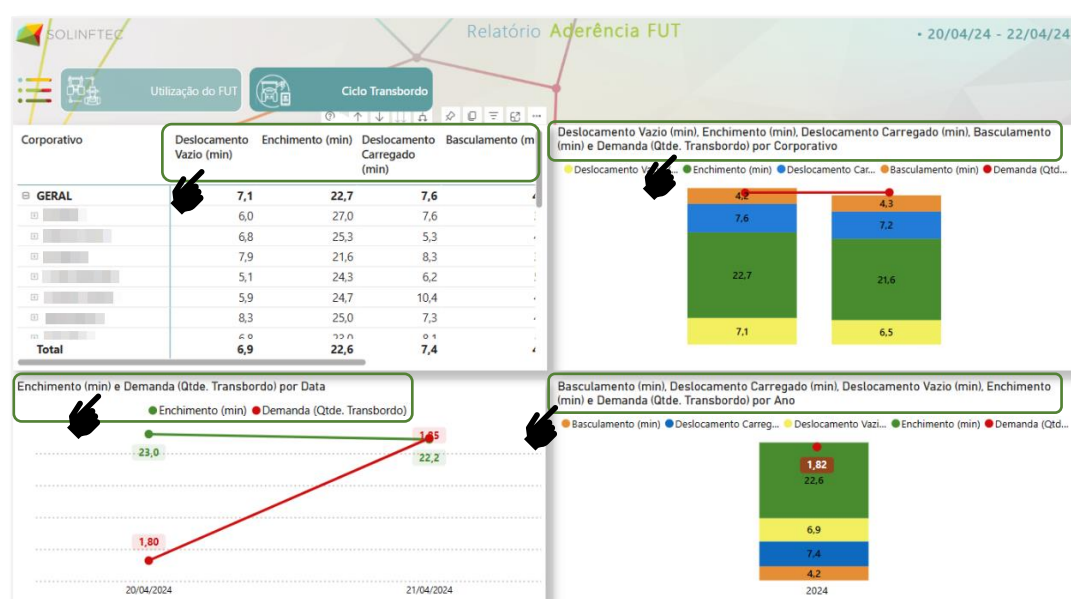 SOLINFTEC
Relatório Aderência FUT
• 20/04/24 - 22/04/24
Utilização do FUT
Ciclo Transbordo
Corporativo
Deslocamento Vazio (min)
Enchimento (min)
Deslocamento Carregado (min)
Basculamento (m
GERAL 7,1 22,7 7,6
6,0 27,0 7,6
6,8 25,3 5,3
7,9 21,6 8,3
5,1 24,3 6,2
5,9 24,7 10,4
8,3 25,0 7,3
6,8 23,0 8,1
Total 6,9 22,6 7,4
Deslocamento Vazio (min), Enchimento (min), Deslocamento Carregado (min), Basculamento
(min) e Demanda (Qtde. Transbordo) por Corporativo
Deslocamento Va... Enchimento (min) Deslocamento Car... Basculamento (min) Demanda (Qtd...
4,2
4,3
7,6
7,2
22,7
21,6
7,1
6,5
Enchimento (min) e Demanda (Qtde. Transbordo) por Data
Enchimento (min) Demanda (Qtde. Transbordo)
1,85
23,0
22,2
1,80
20/04/2024
21/04/2024
Basculamento (min), Deslocamento Carregado (min), Deslocamento Vazio (min), Enchimento
(min) e Demanda (Qtde. Transbordo) por Ano
Basculamento (min) Deslocamento Carreg... Deslocamento Vazi... Enchimento (min) Demanda (Qtd...
1,82
22,6
6,9
7,4
4,2
2024